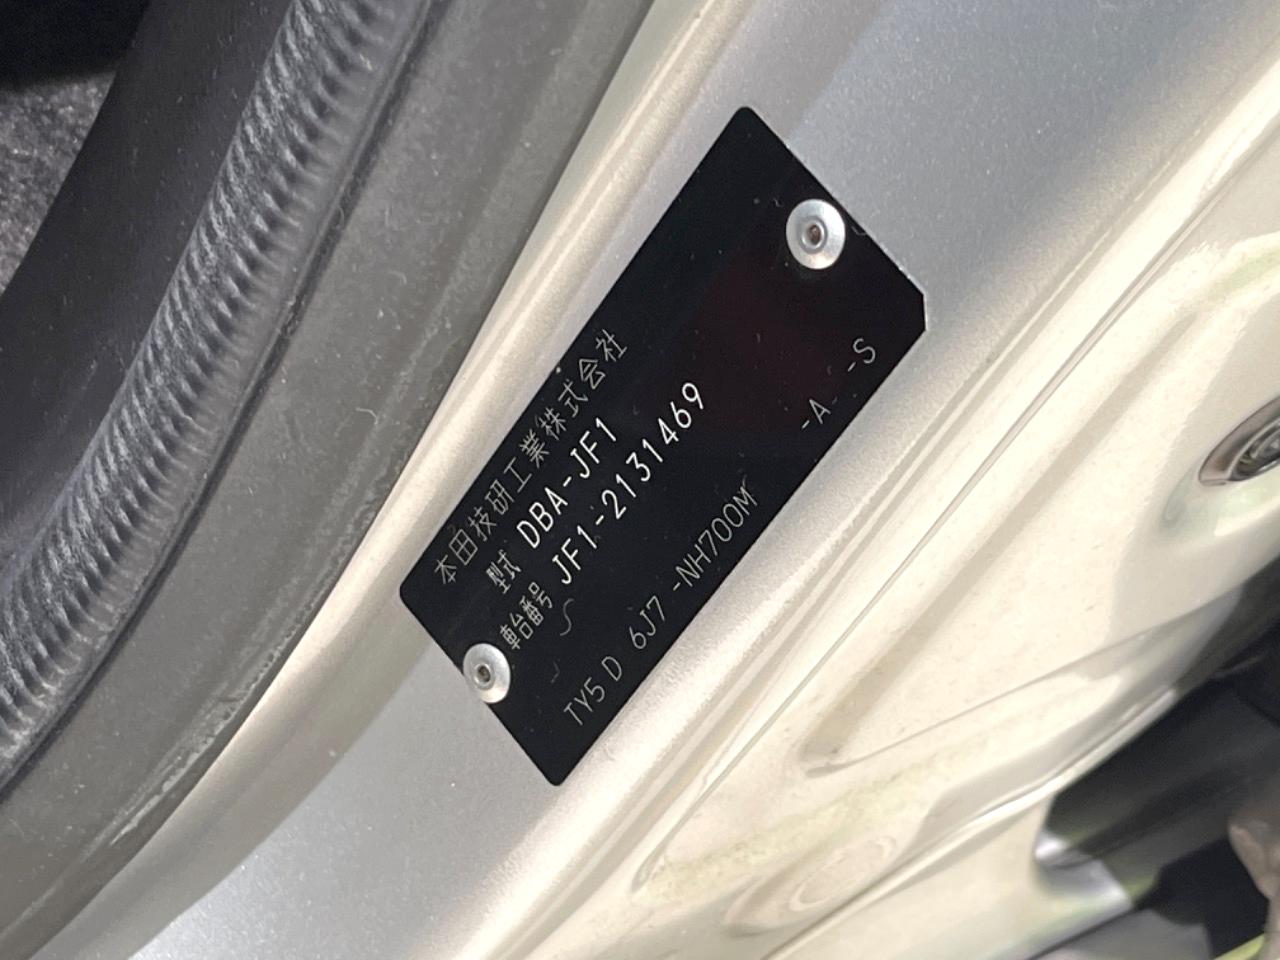 本田技研工業株式会社
型式 DBA-JF1
車台番号 JF1-2131469
TY5 D 6J7 -NH700M -A -S